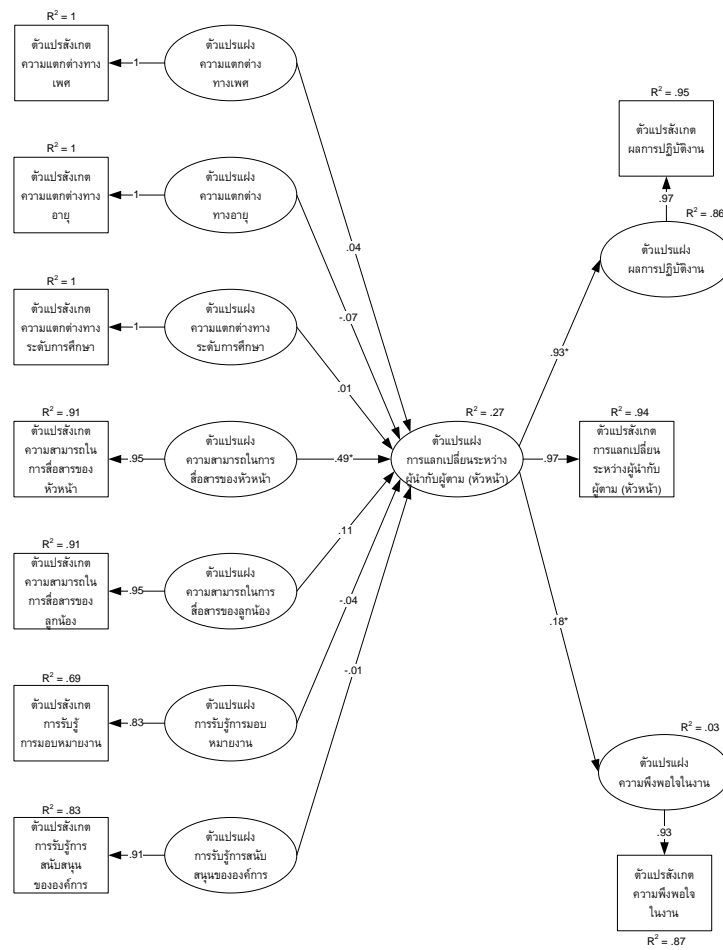 R² = 1
ตัวแปรสังเกต
ความแตกต่างทาง
เพศ
1
ตัวแปรแฝง
ความแตกต่าง
ทางเพศ
R² = 1
ตัวแปรสังเกต
ความแตกต่างทาง
อายุ
1
ตัวแปรแฝง
ความแตกต่าง
ทางอายุ
R² = 1
ตัวแปรสังเกต
ความแตกต่างทาง
ระดับการศึกษา
1
ตัวแปรแฝง
ความแตกต่างทาง
ระดับการศึกษา
R² = .91
ตัวแปรสังเกต
ความสามารถใน
การสื่อสารของ
หัวหน้า
.95
ตัวแปรแฝง
ความสามารถในการ
สื่อสารของหัวหน้า
R² = .91
ตัวแปรสังเกต
ความสามารถใน
การสื่อสารของ
ลูกน้อง
.95
ตัวแปรแฝง
ความสามารถในการ
สื่อสารของลูกน้อง
R² = .69
ตัวแปรสังเกต
การรับรู้
การมอบหมายงาน
.83
ตัวแปรแฝง
การรับรู้การมอบ
หมายงาน
R² = .83
ตัวแปรสังเกต
การรับรู้การ
สนับสนุน
ขององค์การ
.91
ตัวแปรแฝง
การรับรู้การสนับ
สนุนขององค์การ
.04
-.07
.01
.49*
.11
-.04
-.01
R² = .27
ตัวแปรแฝง
การแลกเปลี่ยนระหว่าง
ผู้นำกับผู้ตาม (หัวหน้า)
.93*
.97
.18*
R² = .95
ตัวแปรสังเกต
ผลการปฏิบัติงาน
.97
R² = .86
ตัวแปรแฝง
ผลการปฏิบัติงาน
R² = .94
ตัวแปรสังเกต
การแลกเปลี่ยน
ระหว่างผู้นำกับ
ผู้ตาม (หัวหน้า)
R² = .03
ตัวแปรแฝง
ความพึงพอใจในงาน
.93
ตัวแปรสังเกต
ความพึงพอใจ
ในงาน
R² = .87